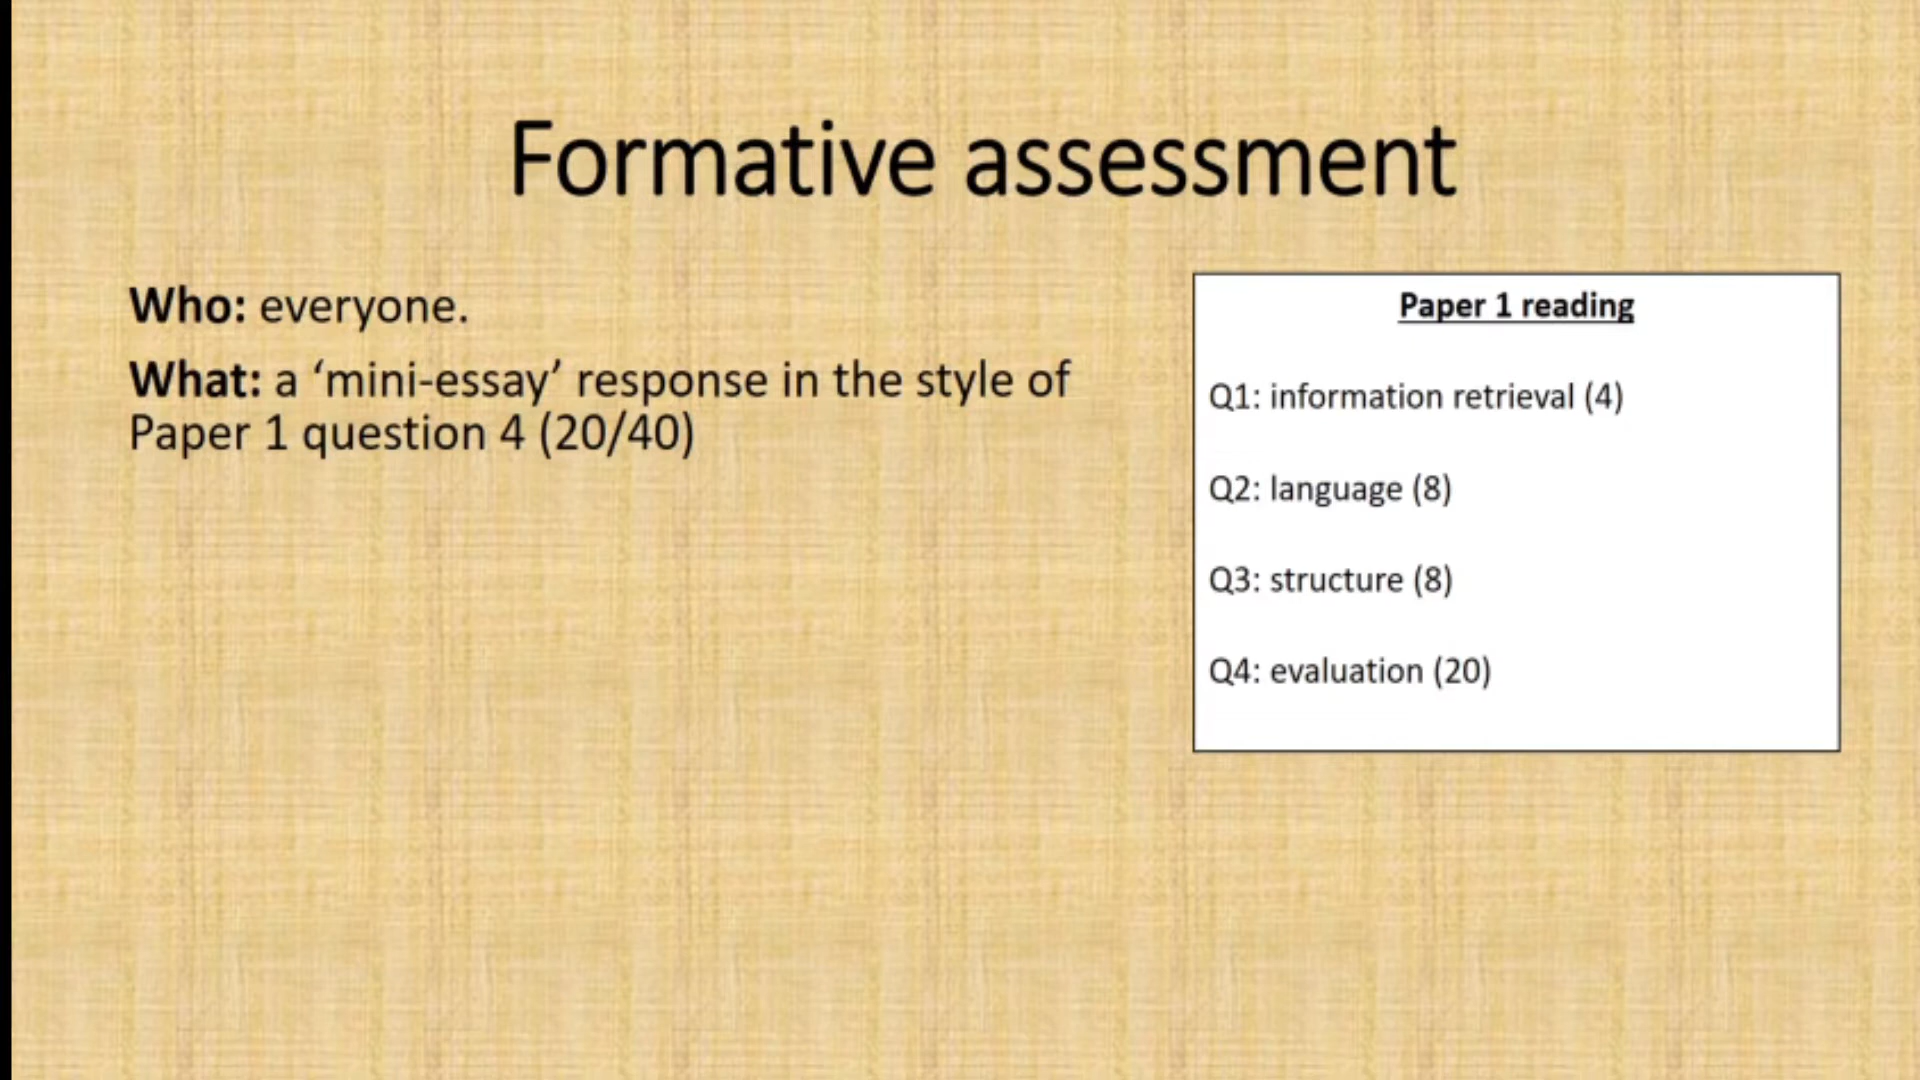 Formative assessment
Who: everyone.
What: a ‘mini-essay’ response in the style of
Paper 1 question 4 (20/40)
Paper 1 reading
Q1: information retrieval (4)
Q2: language (8)
Q3: structure (8)
Q4: evaluation (20)